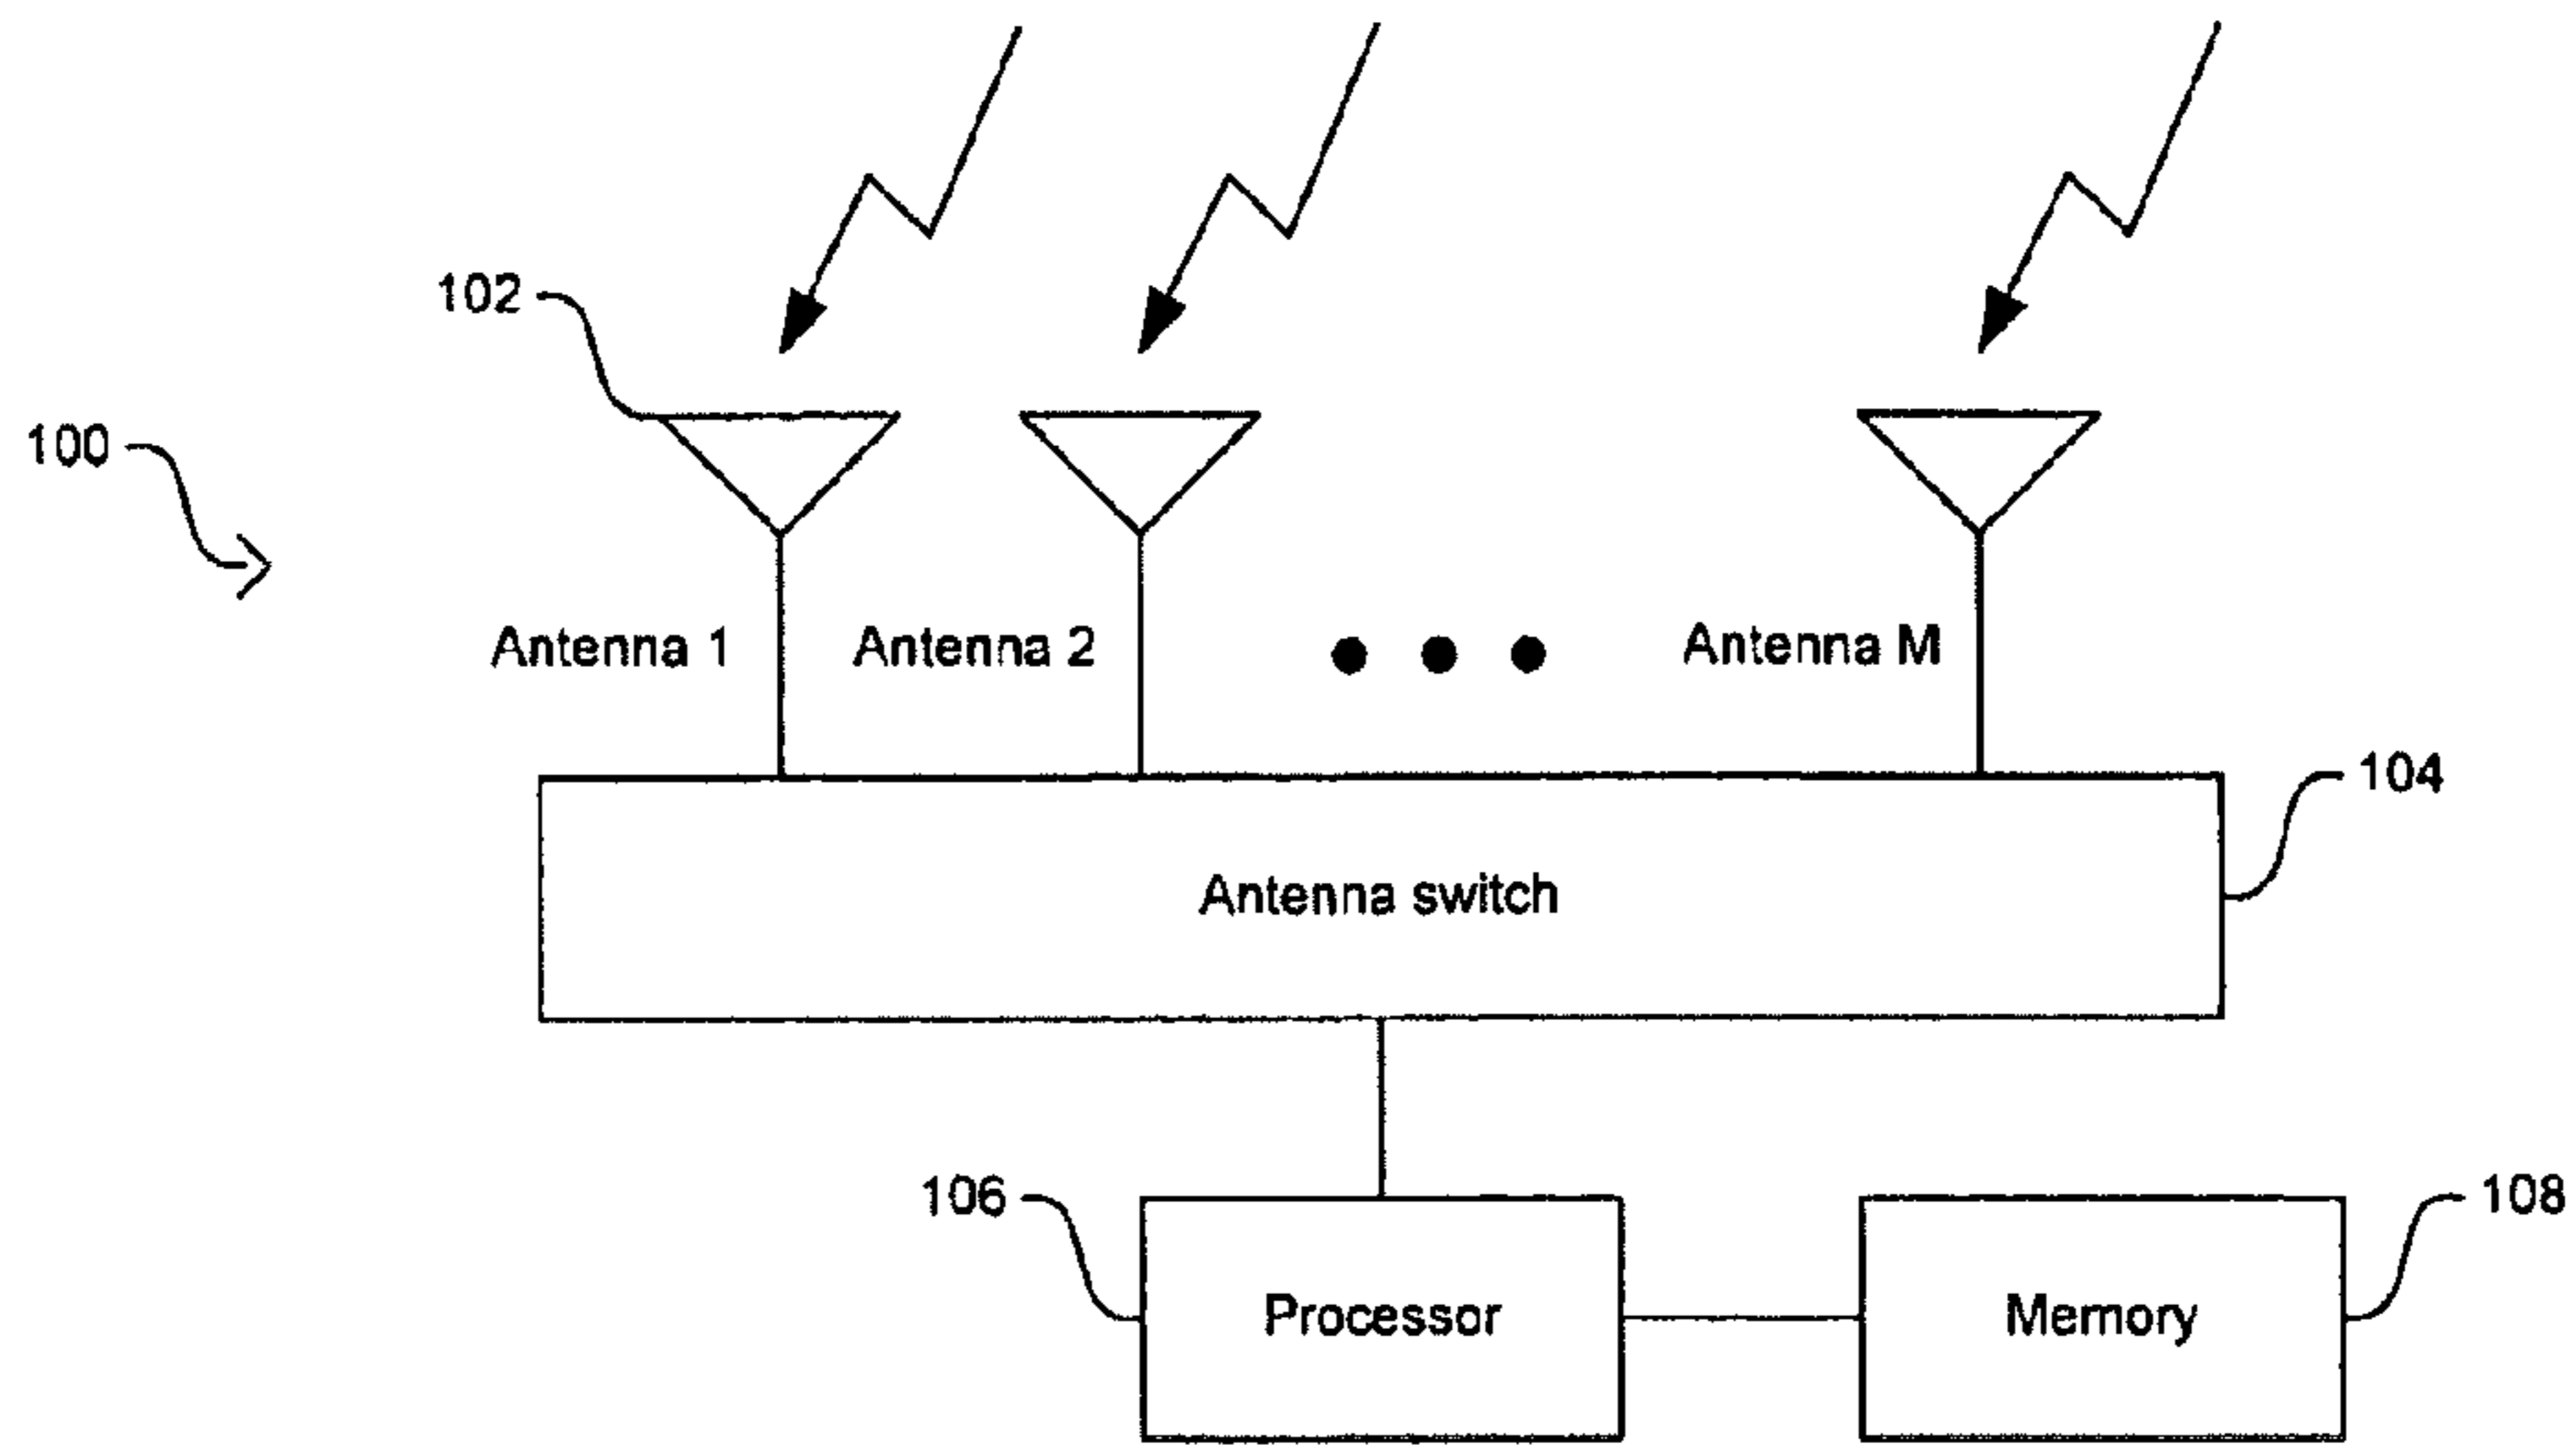 102
100
Antenna 1
Antenna 2
Antenna M
104
Antenna switch
106
108
Processor
Memory